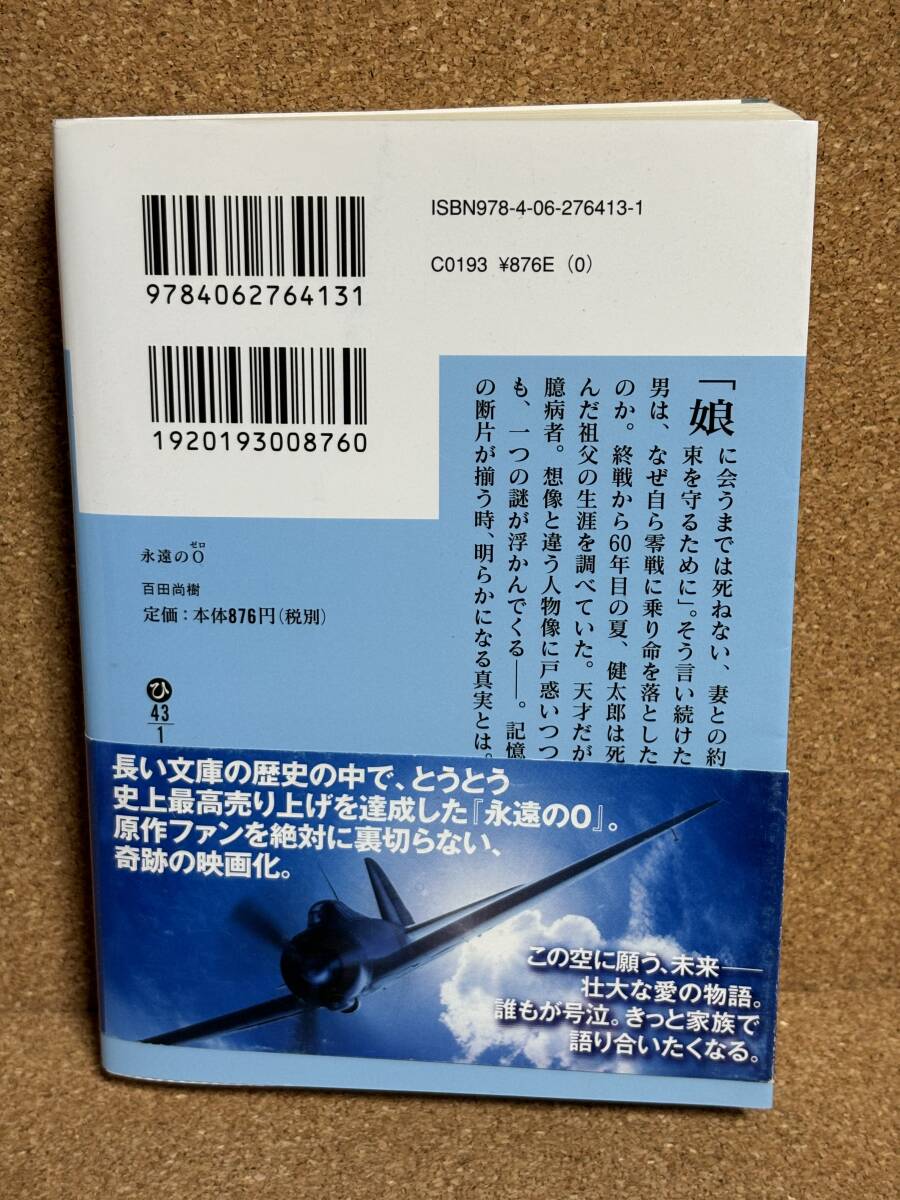 ISBN978-4-06-276413-1
C0193 ¥876E (0)
9784062764131
1920193008760
「娘に会うまでは死ねない、妻との約
束を守るために」。そう言い続けた
男は、なぜ自ら零戦に乗り命を落とした
のか。終戦から60年目の夏、健太郎は死
んだ祖父の生涯を調べていた。天才だが
臆病者。想像と違う人物像に戸惑いつつ
も、一つの謎が浮かんでくる――。記憶
の断片が揃う時、明らかになる真実とは。
ゼロ
永遠の0
百田尚樹
定価:本体876円(税別)
ひ
43
1
長い文庫の歴史の中で、とうとう
史上最高売り上げを達成した『永遠の0』。
原作ファンを絶対に裏切らない、
奇跡の映画化。
この空に願う、未来――
壮大な愛の物語。
誰もが号泣。きっと家族で
語り合いたくなる。